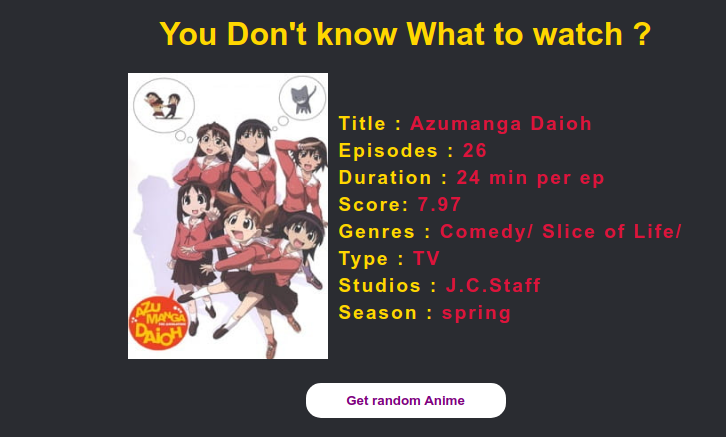 You Don't know What to watch ?
Title : Azumanga Daioh
Episodes : 26
Duration : 24 min per ep
Score: 7.97
Genres : Comedy/ Slice of Life/
Type : TV
Studios : J.C.Staff
Season : spring
AZU
MANGA
DAIOH
Get random Anime